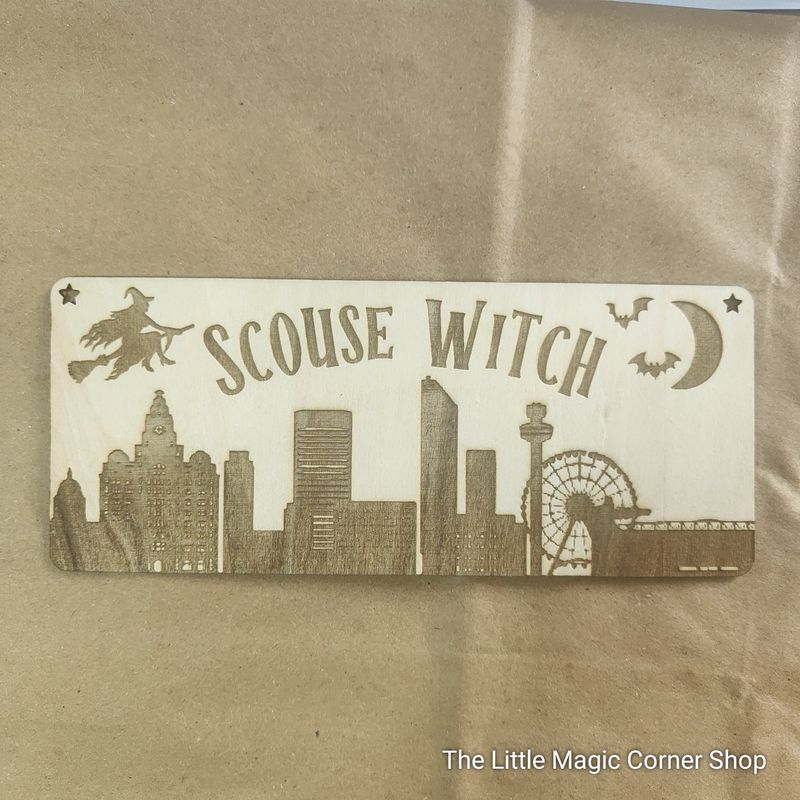 SCOUSE WITCH
The Little Magic Corner Shop